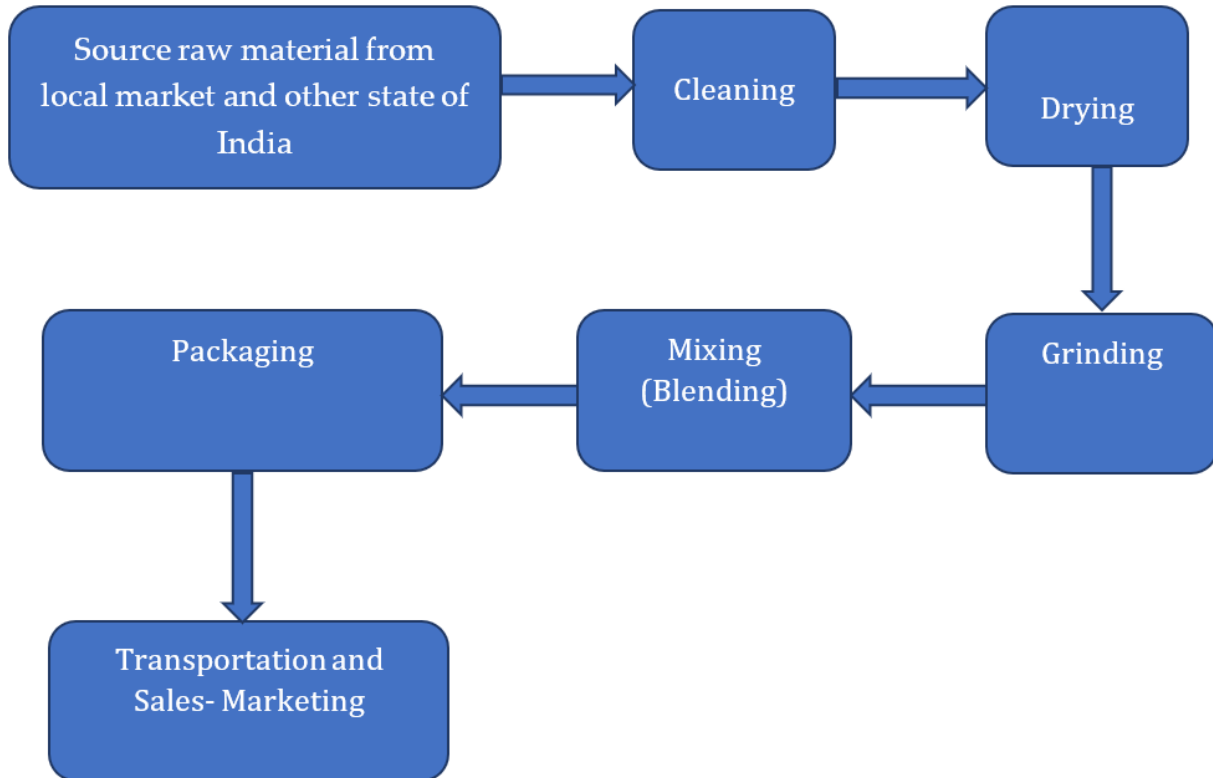 Source raw material from
local market and other state of
India
Cleaning
Drying
Grinding
Mixing
(Blending)
Packaging
Transportation and
Sales- Marketing